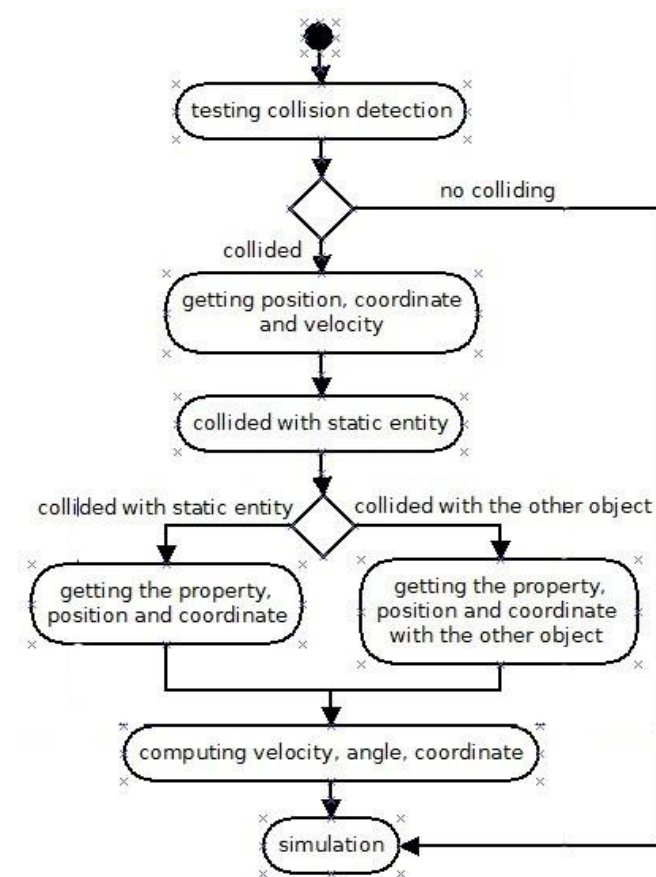 testing collision detection
no colliding
collided
getting position, coordinate
and velocity
collided with static entity
collided with static entity
collided with the other object
getting the property,
position and coordinate
getting the property,
position and coordinate
with the other object
computing velocity, angle, coordinate
simulation